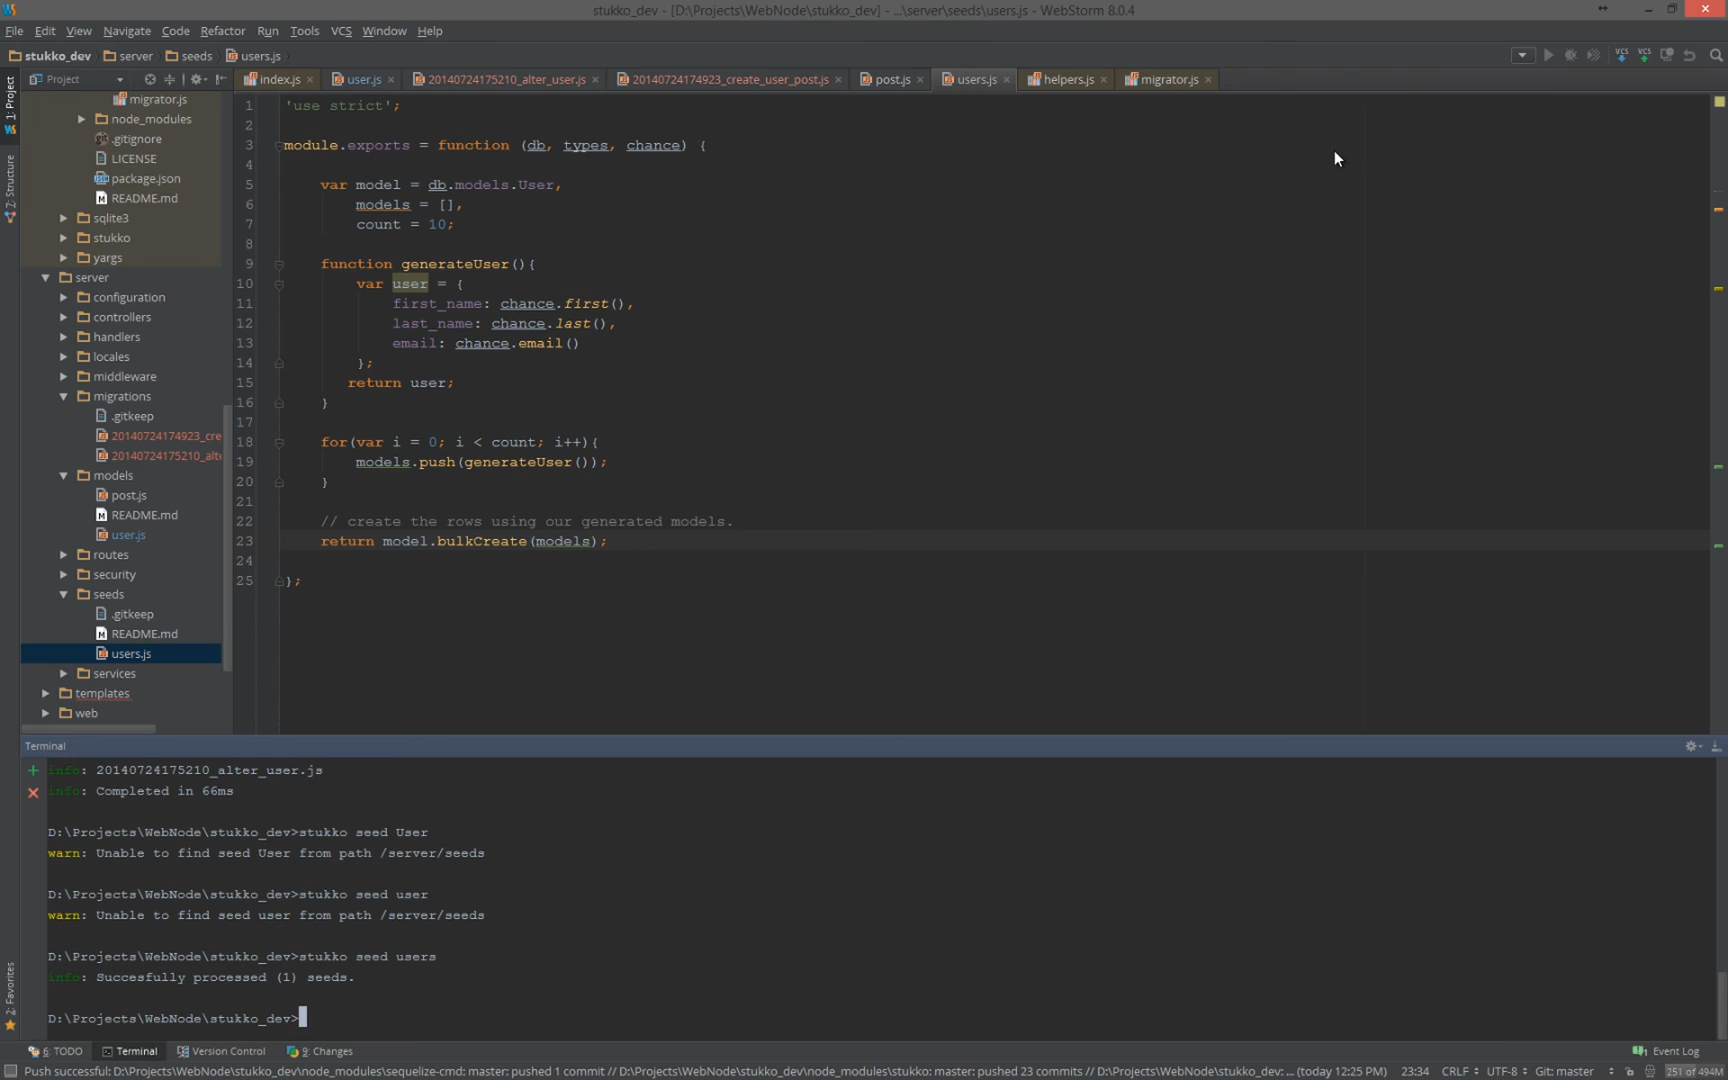 stukko_dev - [D:\Projects\WebNode\stukko_dev] - ...\server\seeds\users.js - WebStorm 8.0.4
File Edit View Navigate Code Refactor Run Tools VCS Window Help
stukko_dev server seeds users.js
Project index.js user.js 20140724175210_alter_user.js 20140724174923_create_user_post.js post.js users.js helpers.js migrator.js
1: Project
Z: Structure
2: Favorites
migrator.js
node_modules
.gitignore
LICENSE
package.json
README.md
sqlite3
stukko
yargs
server
configuration
controllers
handlers
locales
middleware
migrations
.gitkeep
20140724174923_cre
20140724175210_alte
models
post.js
README.md
user.js
routes
security
seeds
.gitkeep
README.md
users.js
services
templates
web
1 'use strict';
2
3 module.exports = function (db, types, chance) {
4
5 var model = db.models.User,
6 models = [],
7 count = 10;
8
9 function generateUser(){
10 var user = {
11 first_name: chance.first(),
12 last_name: chance.last(),
13 email: chance.email()
14 };
15 return user;
16 }
17
18 for(var i = 0; i < count; i++){
19 models.push(generateUser());
20 }
21
22 // create the rows using our generated models.
23 return model.bulkCreate(models);
24
25 };
Terminal
info: 20140724175210_alter_user.js
info: Completed in 66ms
D:\Projects\WebNode\stukko_dev>stukko seed User
warn: Unable to find seed User from path /server/seeds
D:\Projects\WebNode\stukko_dev>stukko seed user
warn: Unable to find seed user from path /server/seeds
D:\Projects\WebNode\stukko_dev>stukko seed users
info: Succesfully processed (1) seeds.
D:\Projects\WebNode\stukko_dev>
6: TODO Terminal Version Control 9: Changes Event Log
Push successful: D:\Projects\WebNode\stukko_dev\node_modules\sequelize-cmd: master: pushed 1 commit // D:\Projects\WebNode\stukko_dev\node_modules\stukko: master: pushed 23 commits // D:\Projects\WebNode\stukko_dev: ... (today 12:25 PM) 23:34 CRLF UTF-8 Git: master 251 of 494M